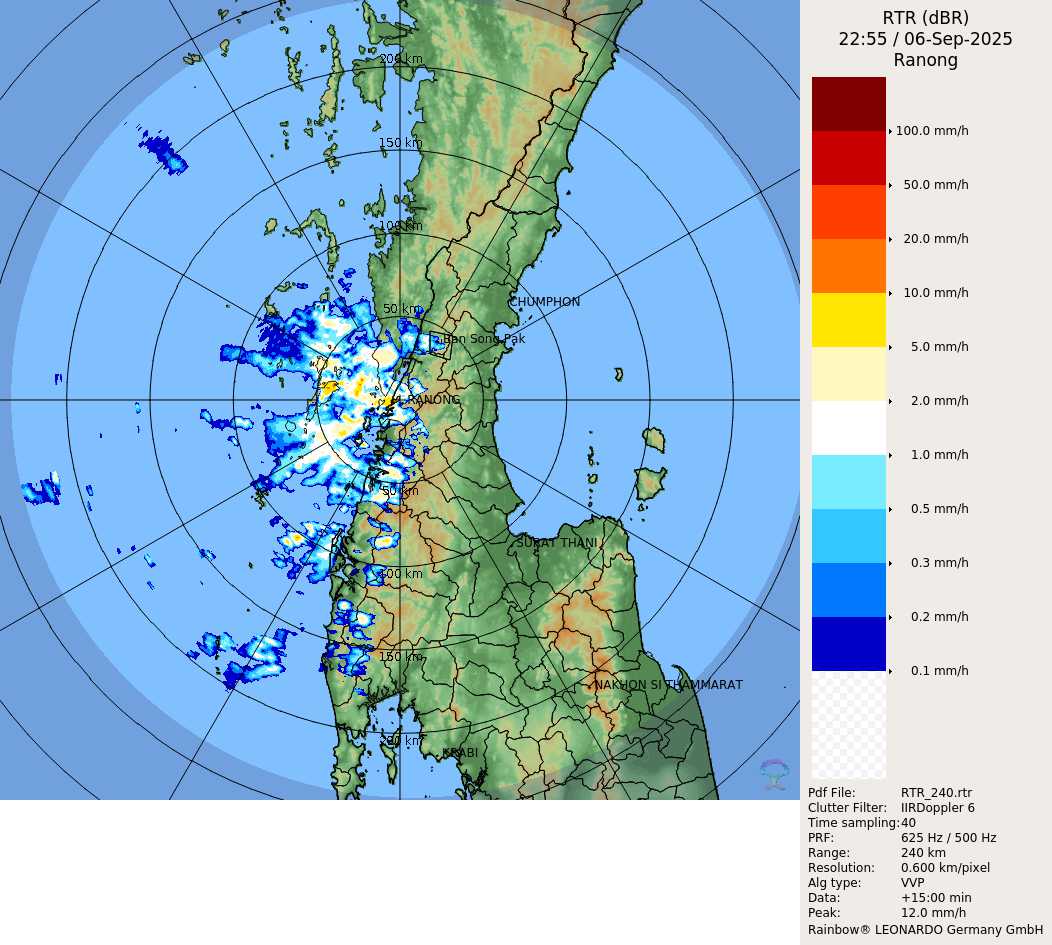 200 km
150 km
100 km
CHUMPHON
50 km
Ban Song Pak
RANONG
50 km
SURAT THANI
100 km
150 km
NAKHON SI THAMMARAT
200 km
KRABI
RTR (dBR)
22:55 / 06-Sep-2025
Ranong
100.0 mm/h
50.0 mm/h
20.0 mm/h
10.0 mm/h
5.0 mm/h
2.0 mm/h
1.0 mm/h
0.5 mm/h
0.3 mm/h
0.2 mm/h
0.1 mm/h
Pdf File: RTR_240.rtr
Clutter Filter: IIRDoppler 6
Time sampling:40
PRF: 625 Hz / 500 Hz
Range: 240 km
Resolution: 0.600 km/pixel
Alg type: VVP
Data: +15:00 min
Peak: 12.0 mm/h
Rainbow® LEONARDO Germany GmbH